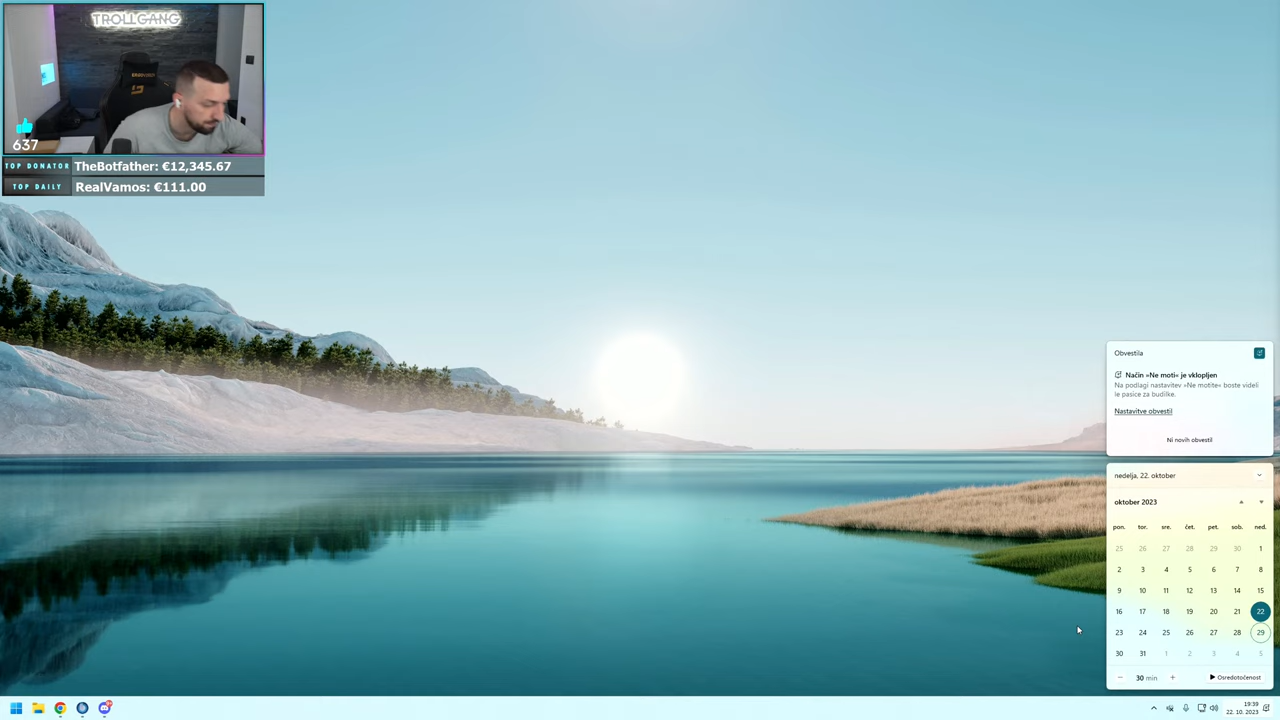 TROLLGANG
637
TOP DONATOR TheBotfather: €12,345.67
TOP DAILY RealVamos: €111.00
Obvestila
Način »Ne moti« je vklopljen
Na podlagi nastavitev »Ne motite« boste videli
le pasice za budilke.
Nastavitve obvestil
Ni novih obvestil
nedelja, 22. oktober
oktober 2023
pon. tor. sre. čet. pet. sob. ned.
25 26 27 28 29 30 1
2 3 4 5 6 7 8
9 10 11 12 13 14 15
16 17 18 19 20 21 22
23 24 25 26 27 28 29
30 31 1 2 3 4 5
30 min
Osredotočenost
19:39
22. 10. 2023